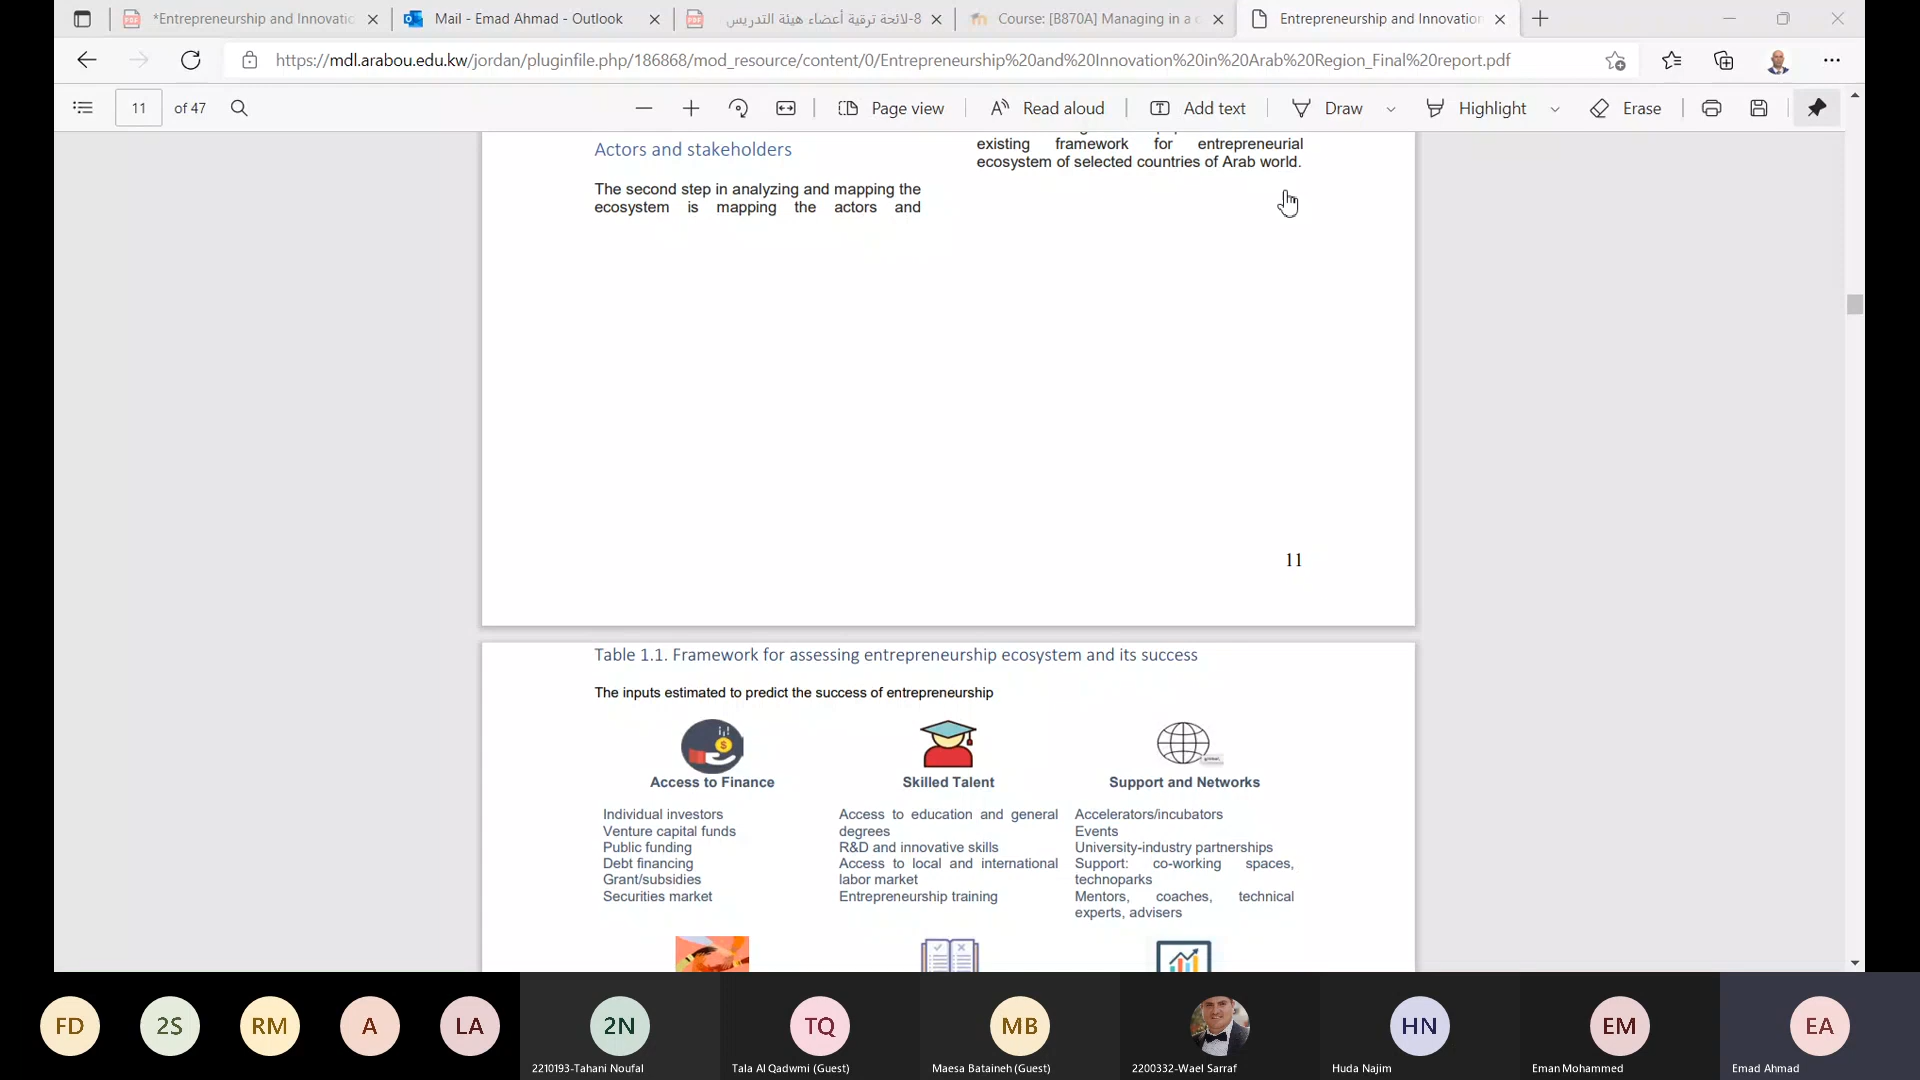 *Entrepreneurship and Innovatic
Mail - Emad Ahmad - Outlook
8-لائحة ترقية أعضاء هيئة التدريس
Course: [B870A] Managing in a c
Entrepreneurship and Innovation
https://mdl.arabou.edu.kw/jordan/pluginfile.php/186868/mod_resource/content/0/Entrepreneurship%20and%20Innovation%20in%20Arab%20Region_Final%20report.pdf
11 of 47
Page view
Read aloud
Add text
Draw
Highlight
Erase
Actors and stakeholders
The second step in analyzing and mapping the
ecosystem is mapping the actors and
existing framework for entrepreneurial
ecosystem of selected countries of Arab world.
11
Table 1.1. Framework for assessing entrepreneurship ecosystem and its success
The inputs estimated to predict the success of entrepreneurship
Access to Finance
Individual investors
Venture capital funds
Public funding
Debt financing
Grant/subsidies
Securities market
Skilled Talent
Access to education and general
degrees
R&D and innovative skills
Access to local and international
labor market
Entrepreneurship training
Support and Networks
Accelerators/incubators
Events
University-industry partnerships
Support: co-working spaces,
technoparks
Mentors, coaches, technical
experts, advisers
FD
2S
RM
A
LA
2N
2210193-Tahani Noufal
TQ
Tala Al Qadwmi (Guest)
MB
Maesa Bataineh (Guest)
2200332-Wael Sarraf
HN
Huda Najim
EM
Eman Mohammed
EA
Emad Ahmad